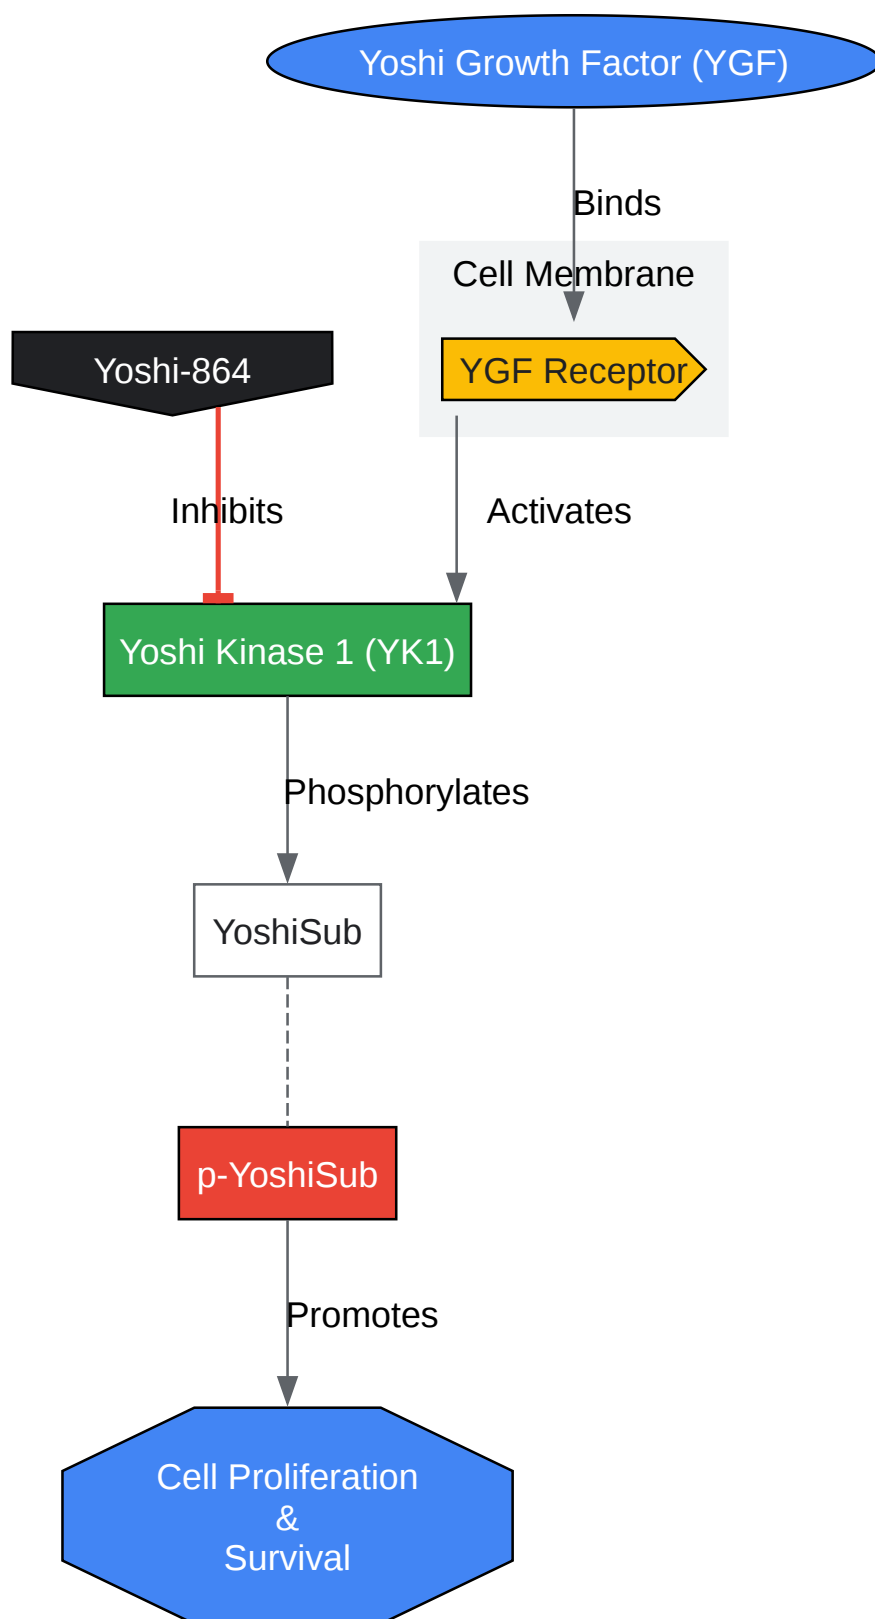 Yoshi Growth Factor (YGF)
Binds
Cell Membrane
YGF Receptor
Yoshi-864
Inhibits
Activates
Yoshi Kinase 1 (YK1)
Phosphorylates
YoshiSub
p-YoshiSub
Promotes
Cell Proliferation
&
Survival